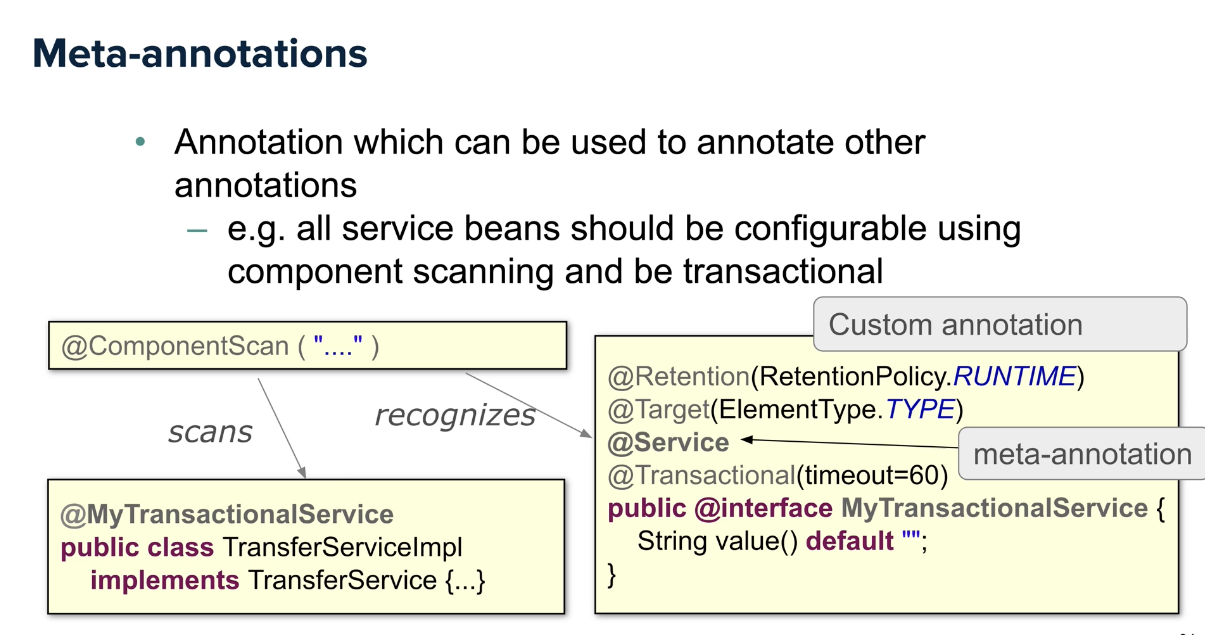 Meta-annotations
• Annotation which can be used to annotate other
annotations
– e.g. all service beans should be configurable using
component scanning and be transactional
@ComponentScan ( "...." )
scans
recognizes
@MyTransactionalService
public class TransferServiceImpl
implements TransferService {...}
Custom annotation
@Retention(RetentionPolicy.RUNTIME)
@Target(ElementType.TYPE)
@Service
meta-annotation
@Transactional(timeout=60)
public @interface MyTransactionalService {
String value() default "";
}